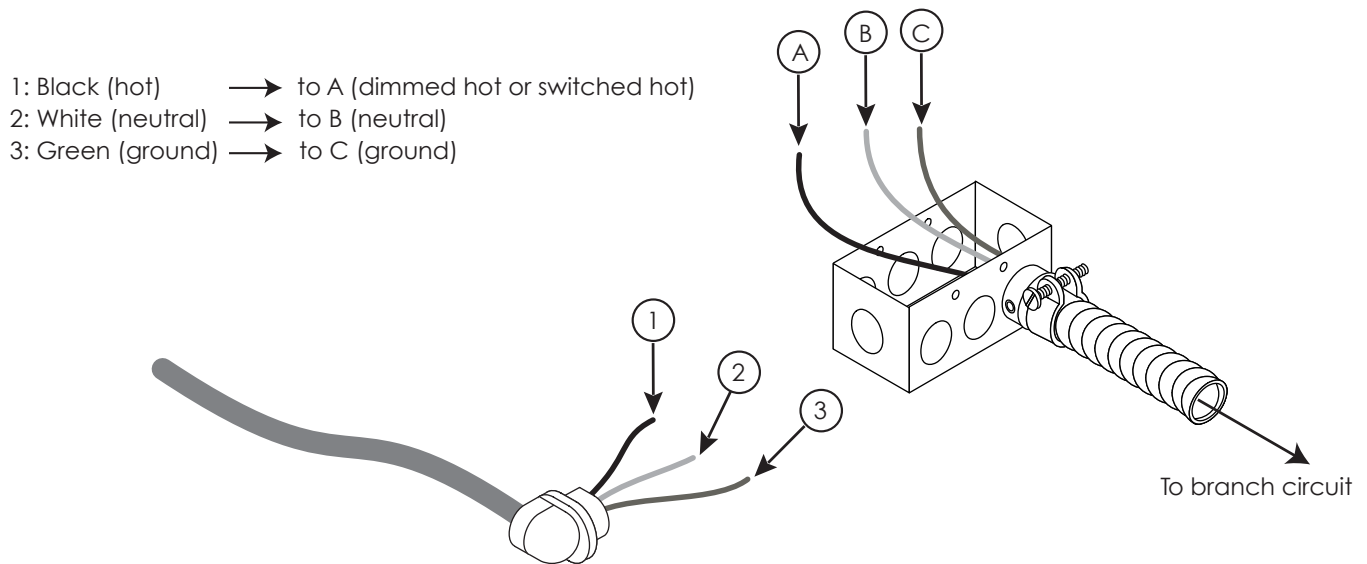 A
B
C
1: Black (hot) → to A (dimmed hot or switched hot)
2: White (neutral) → to B (neutral)
3: Green (ground) → to C (ground)
1
2
3
To branch circuit